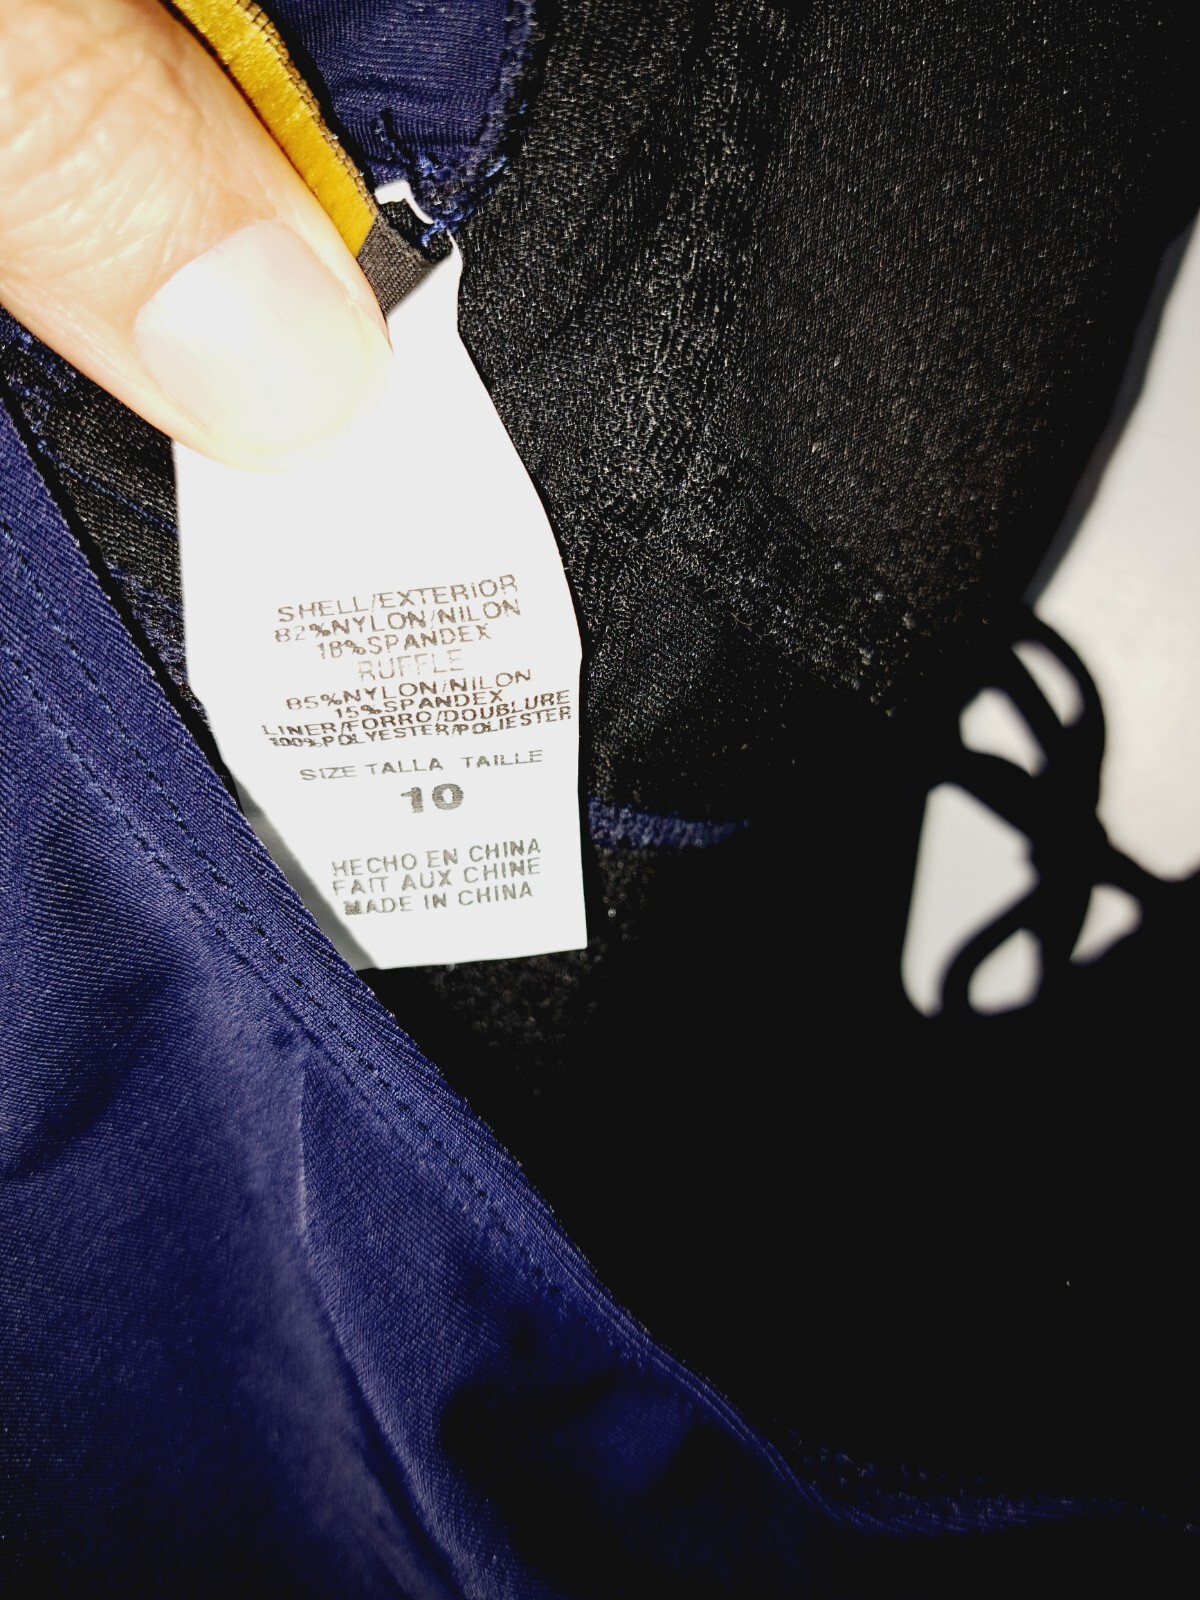 SHELL/EXTERIOR
82%NYLON/NILON
18%SPANDEX
RUFFLE
85%NYLON/NILON
15%SPANDEX
LINER/FORRO/DOUBLURE
100%POLYESTER/POLIESTER
SIZE TALLA TAILLE
10
HECHO EN CHINA
FAIT AUX CHINE
MADE IN CHINA